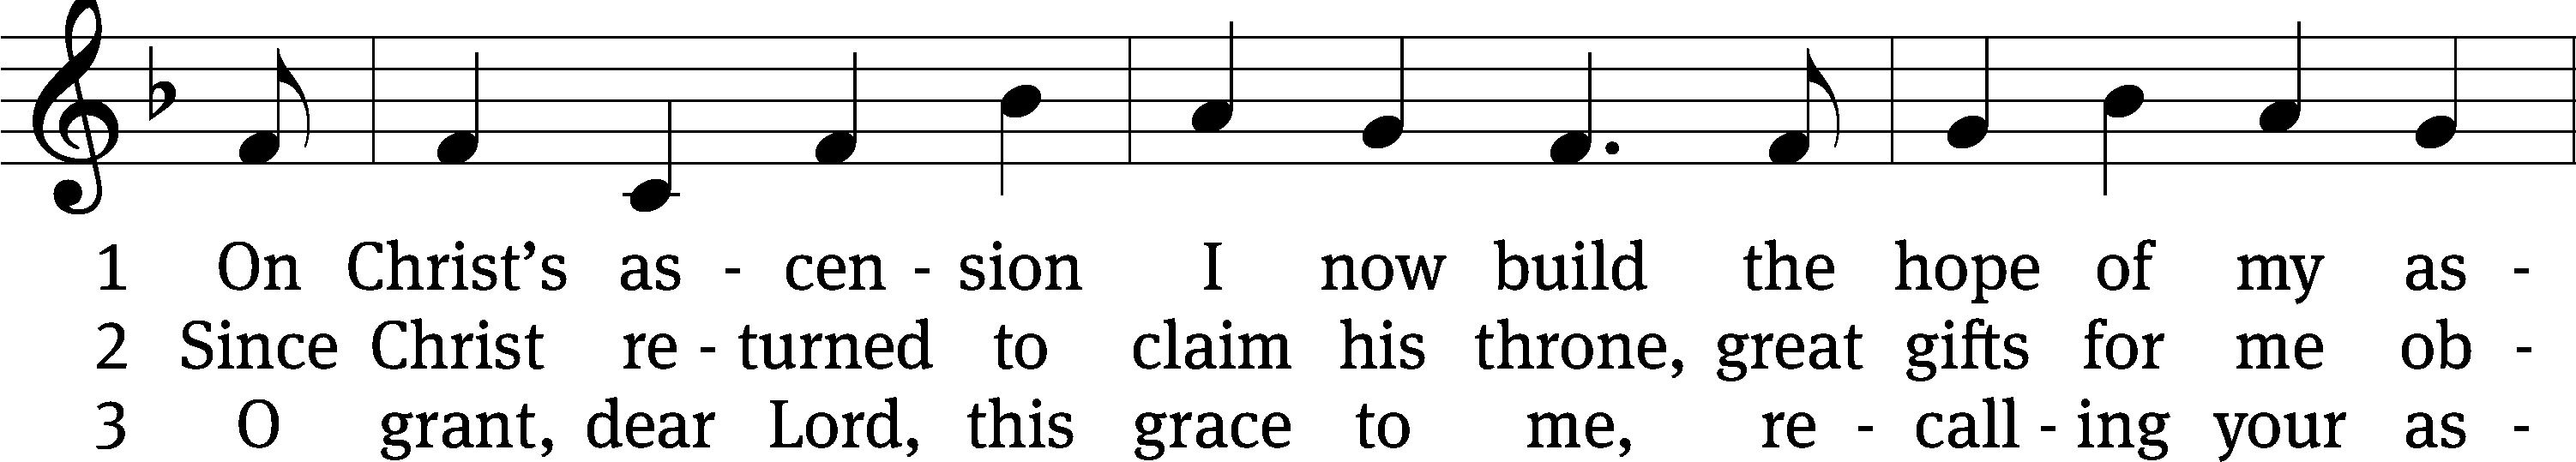 1 On Christ’s as - cen - sion I now build the hope of my as -
2 Since Christ re - turned to claim his throne, great gifts for me ob -
3 O grant, dear Lord, this grace to me, re - call - ing your as -